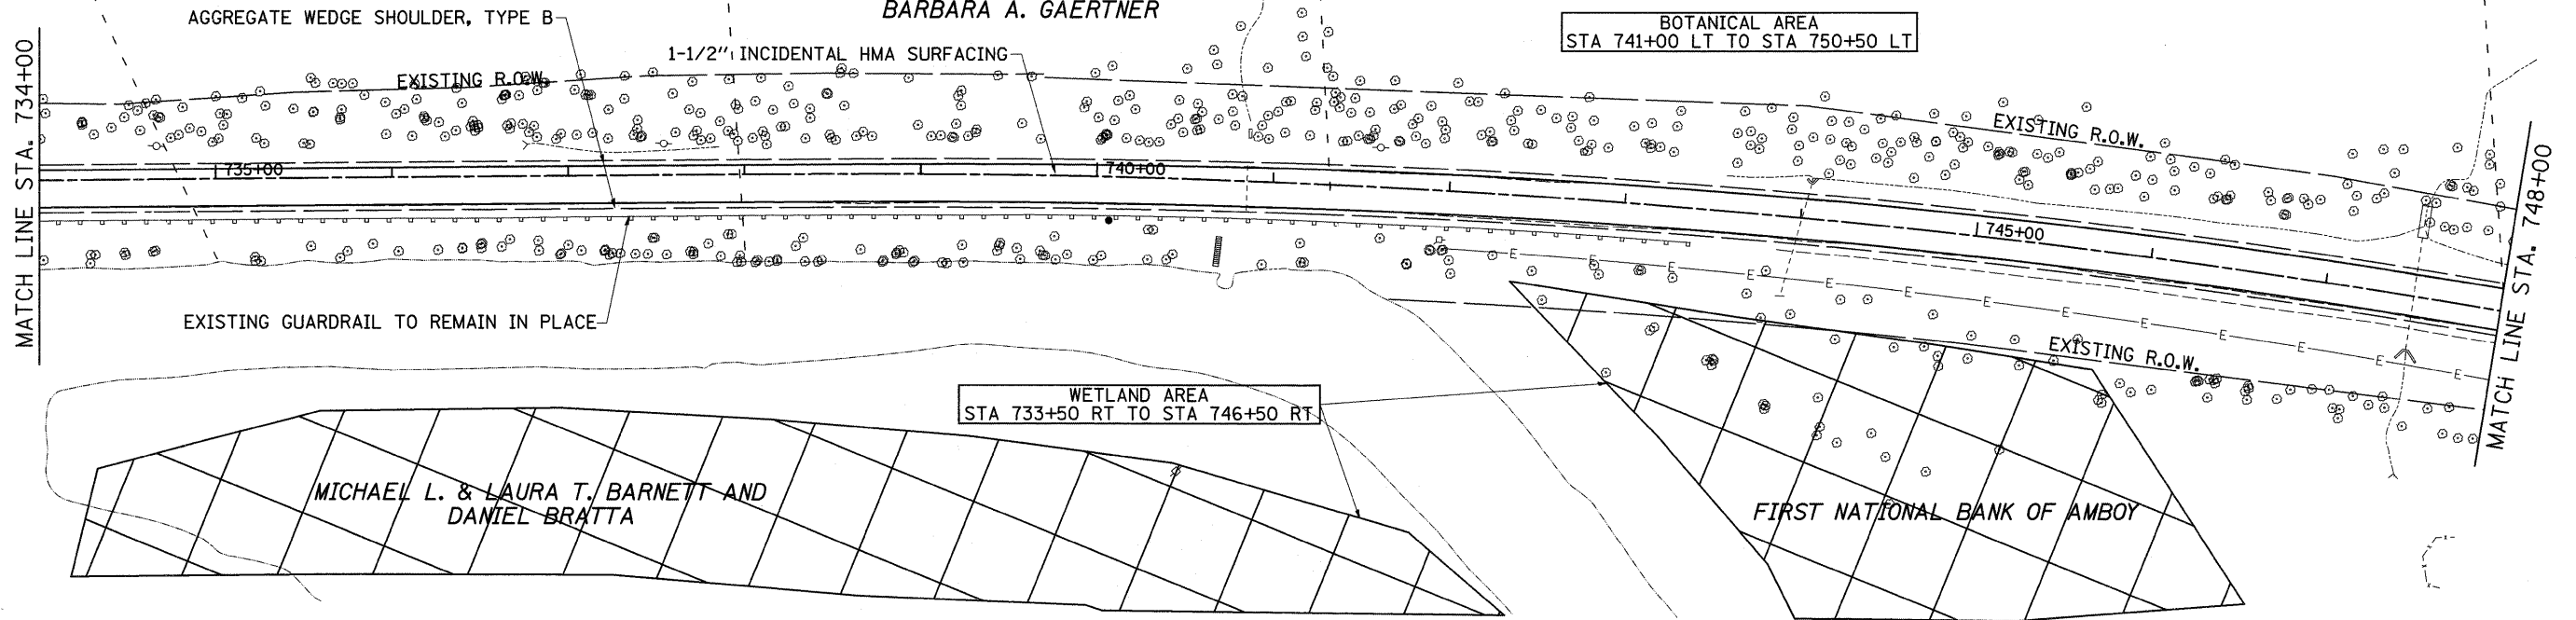 AGGREGATE WEDGE SHOULDER, TYPE B
BARBARA A. GAERTNER
BOTANICAL AREA
STA 741+00 LT TO STA 750+50 LT
1-1/2" INCIDENTAL HMA SURFACING
EXISTING R.O.W.
MATCH LINE STA. 734+00
EXISTING R.O.W.
735+00
740+00
745+00
MATCH LINE STA. 748+00
E E E E E E E E E E E E E
EXISTING GUARDRAIL TO REMAIN IN PLACE
EXISTING R.O.W.
WETLAND AREA
STA 733+50 RT TO STA 746+50 RT
MICHAEL L. & LAURA T. BARNETT AND
DANIEL BRATTA
FIRST NATIONAL BANK OF AMBOY